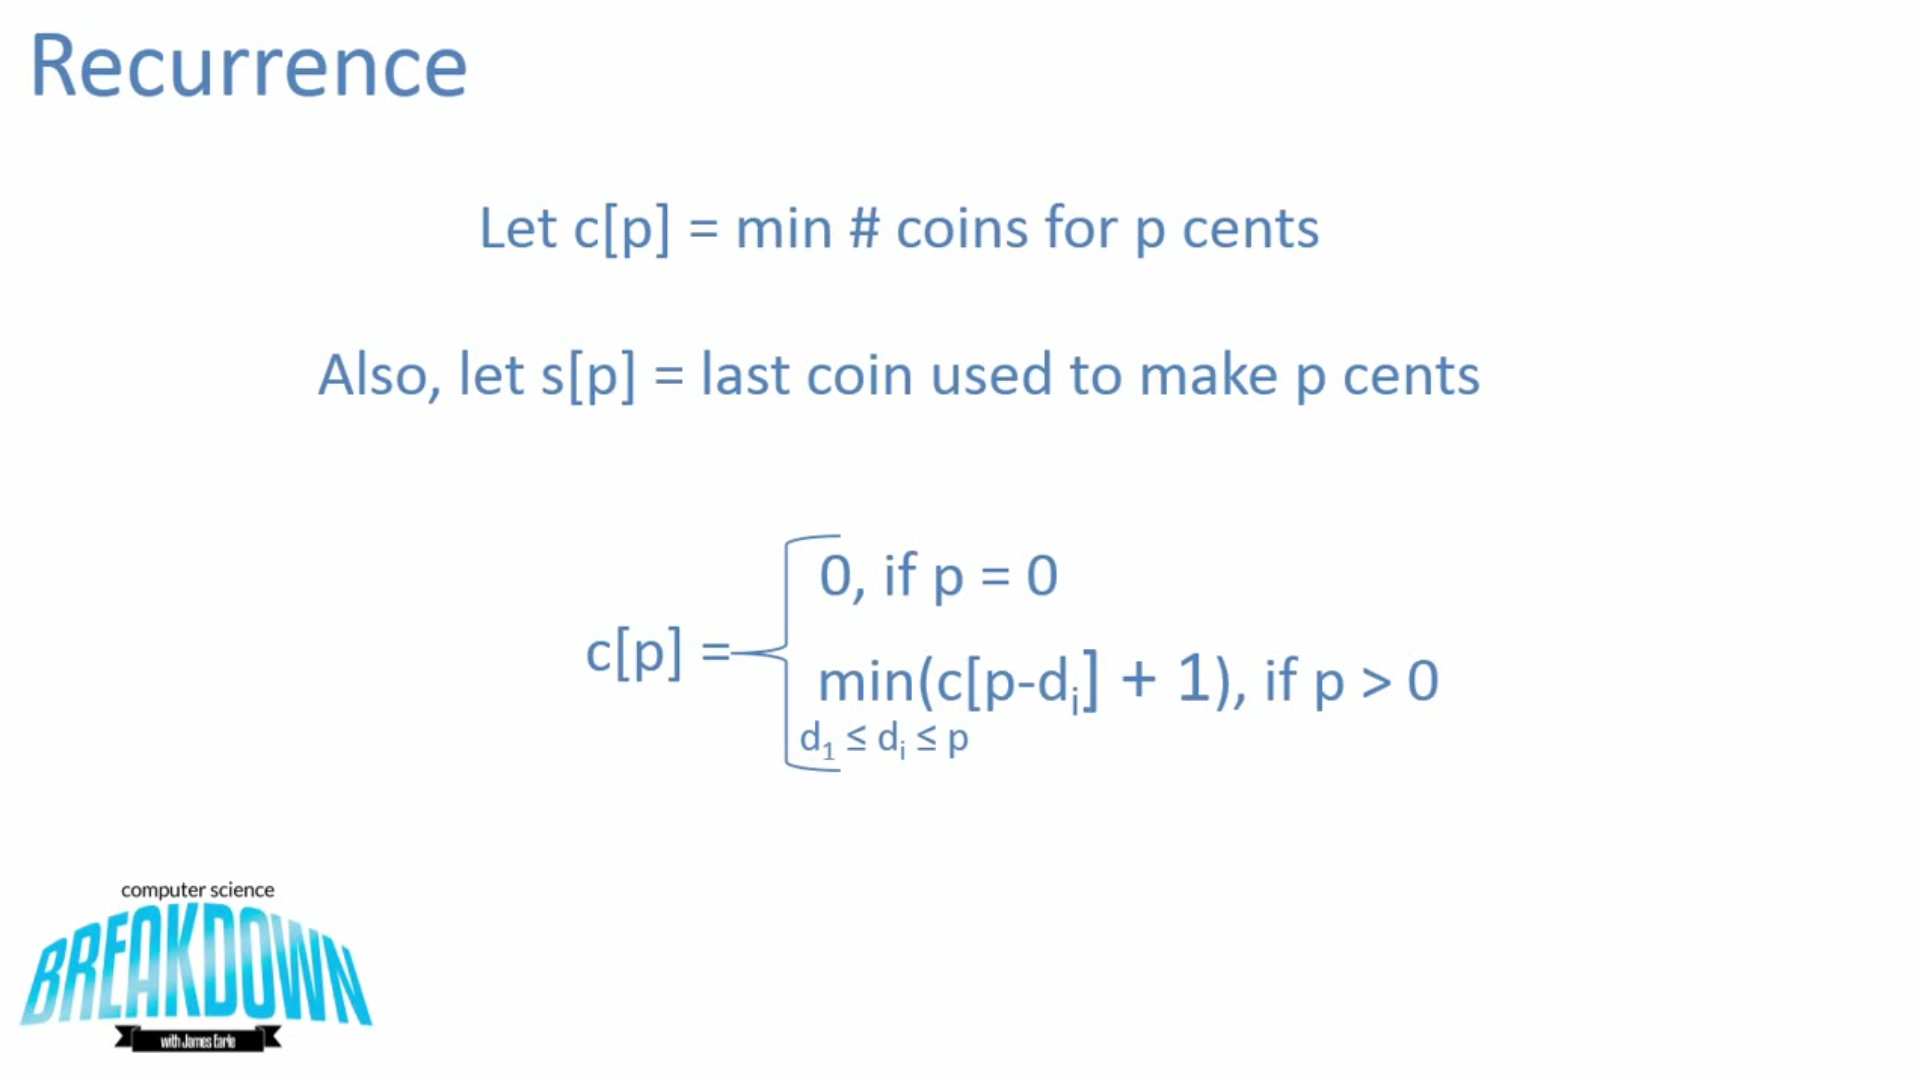 Recurrence
Let c[p] = min # coins for p cents
Also, let s[p] = last coin used to make p cents
0, if p = 0
c[p] =
min(c[p-dᵢ] + 1), if p > 0
d₁ ≤ dᵢ ≤ p
computer science
BREAKDOWN
with James Earle